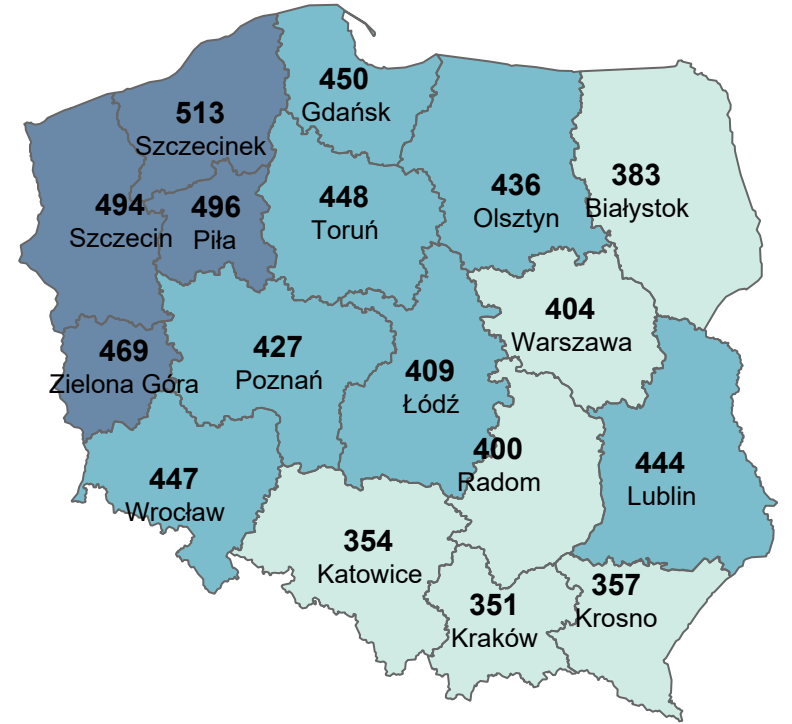 450
Gdańsk
513
Szczecinek
383
Białystok
436
Olsztyn
448
Toruń
494
Szczecin
496
Piła
404
Warszawa
469
Zielona Góra
427
Poznań
409
Łódź
400
Radom
444
Lublin
447
Wrocław
354
Katowice
357
Krosno
351
Kraków